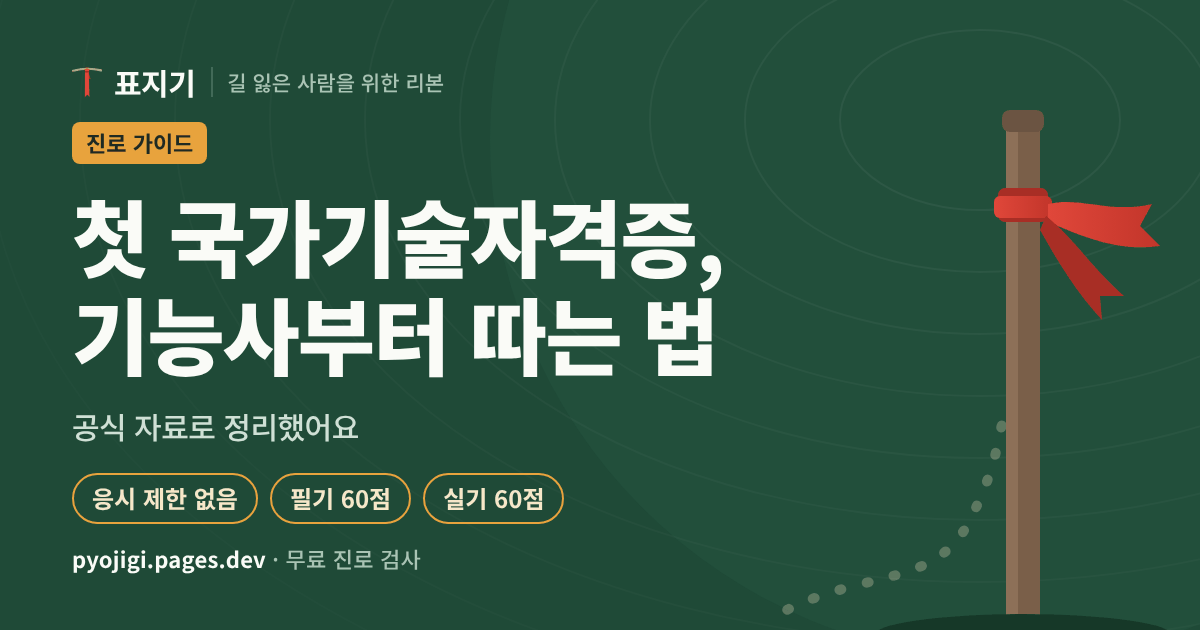 표지기 길 잃은 사람을 위한 리본
진로 가이드
첫 국가기술자격증,
기능사부터 따는 법
공식 자료로 정리했어요
응시 제한 없음 필기 60점 실기 60점
pyojigi.pages.dev · 무료 진로 검사